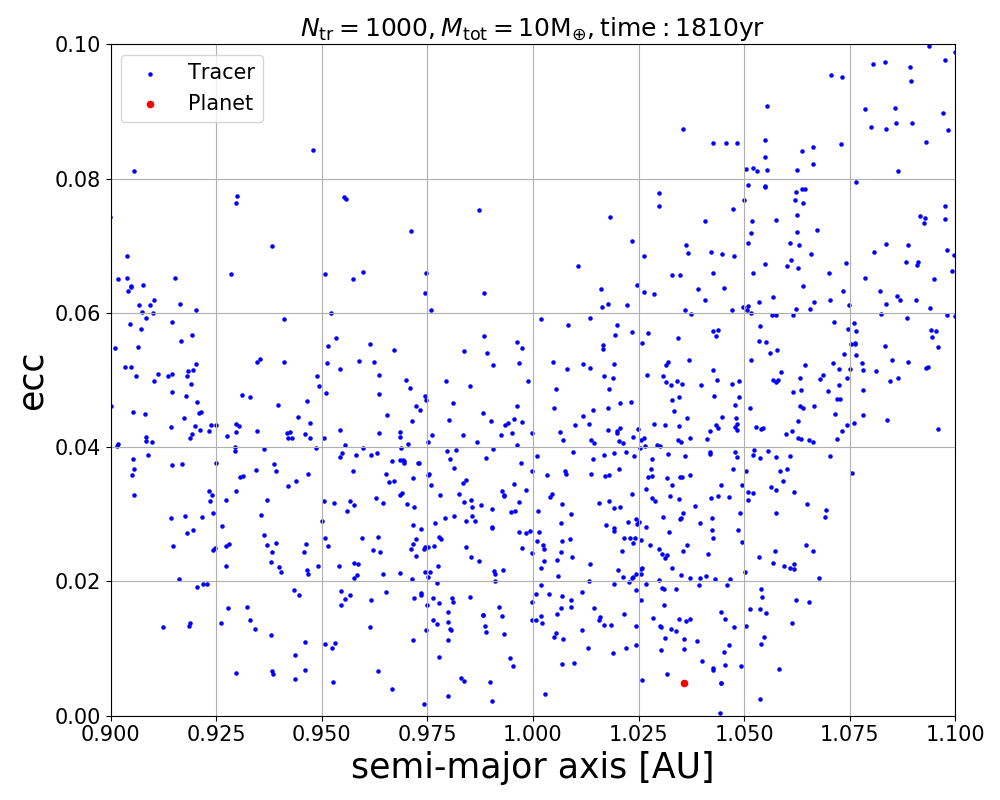 N_tr = 1000, M_tot = 10M_⊕, time : 1810yr
Tracer
Planet
ecc
0.10
0.08
0.06
0.04
0.02
0.00
0.900 0.925 0.950 0.975 1.000 1.025 1.050 1.075 1.100
semi-major axis [AU]